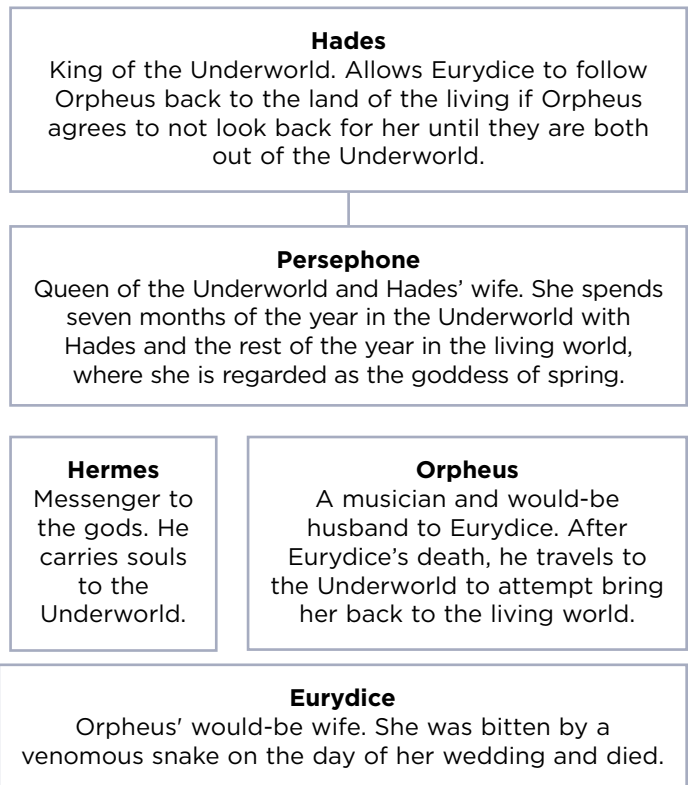 Hades
King of the Underworld. Allows Eurydice to follow
Orpheus back to the land of the living if Orpheus
agrees to not look back for her until they are both
out of the Underworld.
Persephone
Queen of the Underworld and Hades’ wife. She spends
seven months of the year in the Underworld with
Hades and the rest of the year in the living world,
where she is regarded as the goddess of spring.
Hermes
Messenger to
the gods. He
carries souls
to the
Underworld.
Orpheus
A musician and would-be
husband to Eurydice. After
Eurydice’s death, he travels to
the Underworld to attempt bring
her back to the living world.
Eurydice
Orpheus' would-be wife. She was bitten by a
venomous snake on the day of her wedding and died.